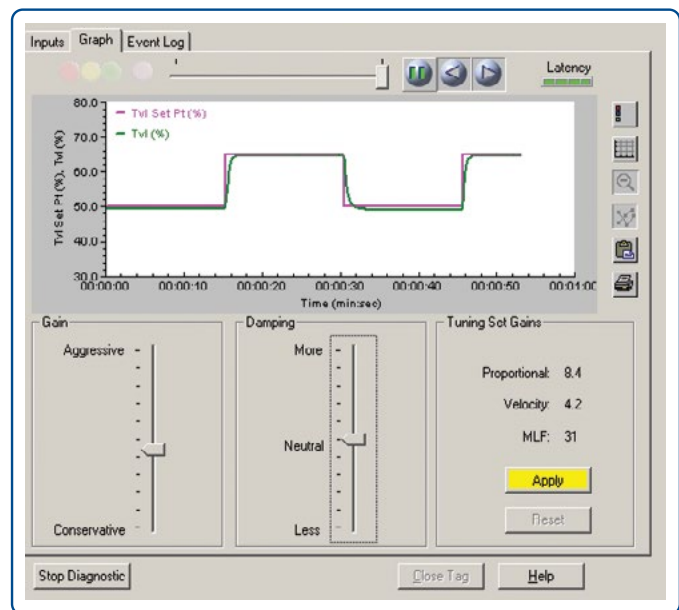 Inputs Graph Event Log
Latency
80.0
70.0
60.0
50.0
40.0
30.0
Tvl Set Pt (%), Tvl (%)
Tvl Set Pt (%)
Tvl (%)
00:00:00 00:00:10 00:00:20 00:00:30 00:00:40 00:00:50 00:01:00
Time (min:sec)
Gain
Aggressive
Conservative
Damping
More
Neutral
Less
Tuning Set Gains
Proportional: 8.4
Velocity: 4.2
MLF: 31
Apply
Reset
Stop Diagnostic Close Tag Help